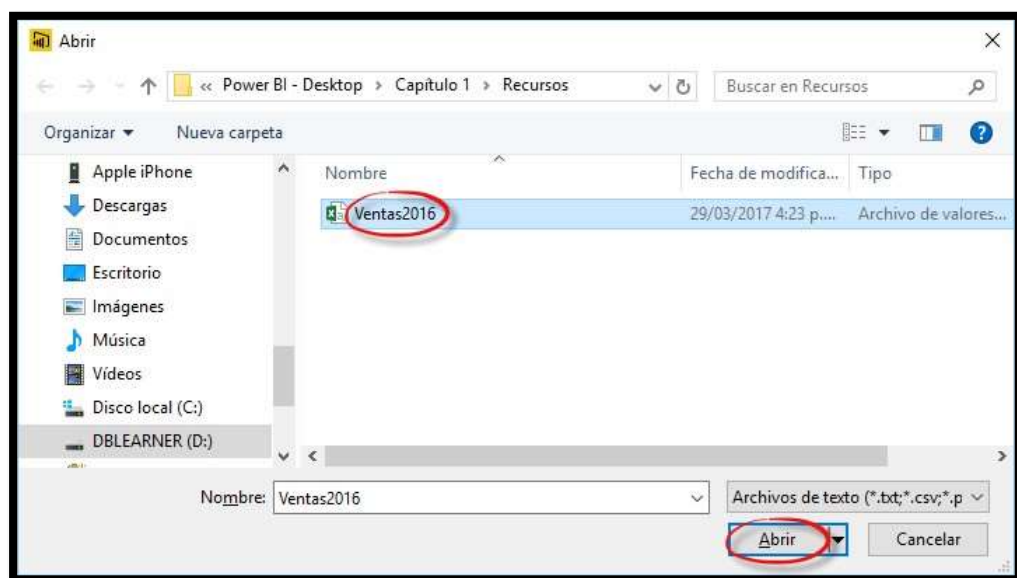 Abrir
« Power BI - Desktop > Capítulo 1 > Recursos
Buscar en Recursos
Organizar
Nueva carpeta
Nombre
Fecha de modifica...
Tipo
Ventas2016
29/03/2017 4:23 p....
Archivo de valores...
Apple iPhone
Descargas
Documentos
Escritorio
Imágenes
Música
Vídeos
Disco local (C:)
DBLEARNER (D:)
Nombre:
Ventas2016
Archivos de texto (*.txt;*.csv;*.p
Abrir
Cancelar